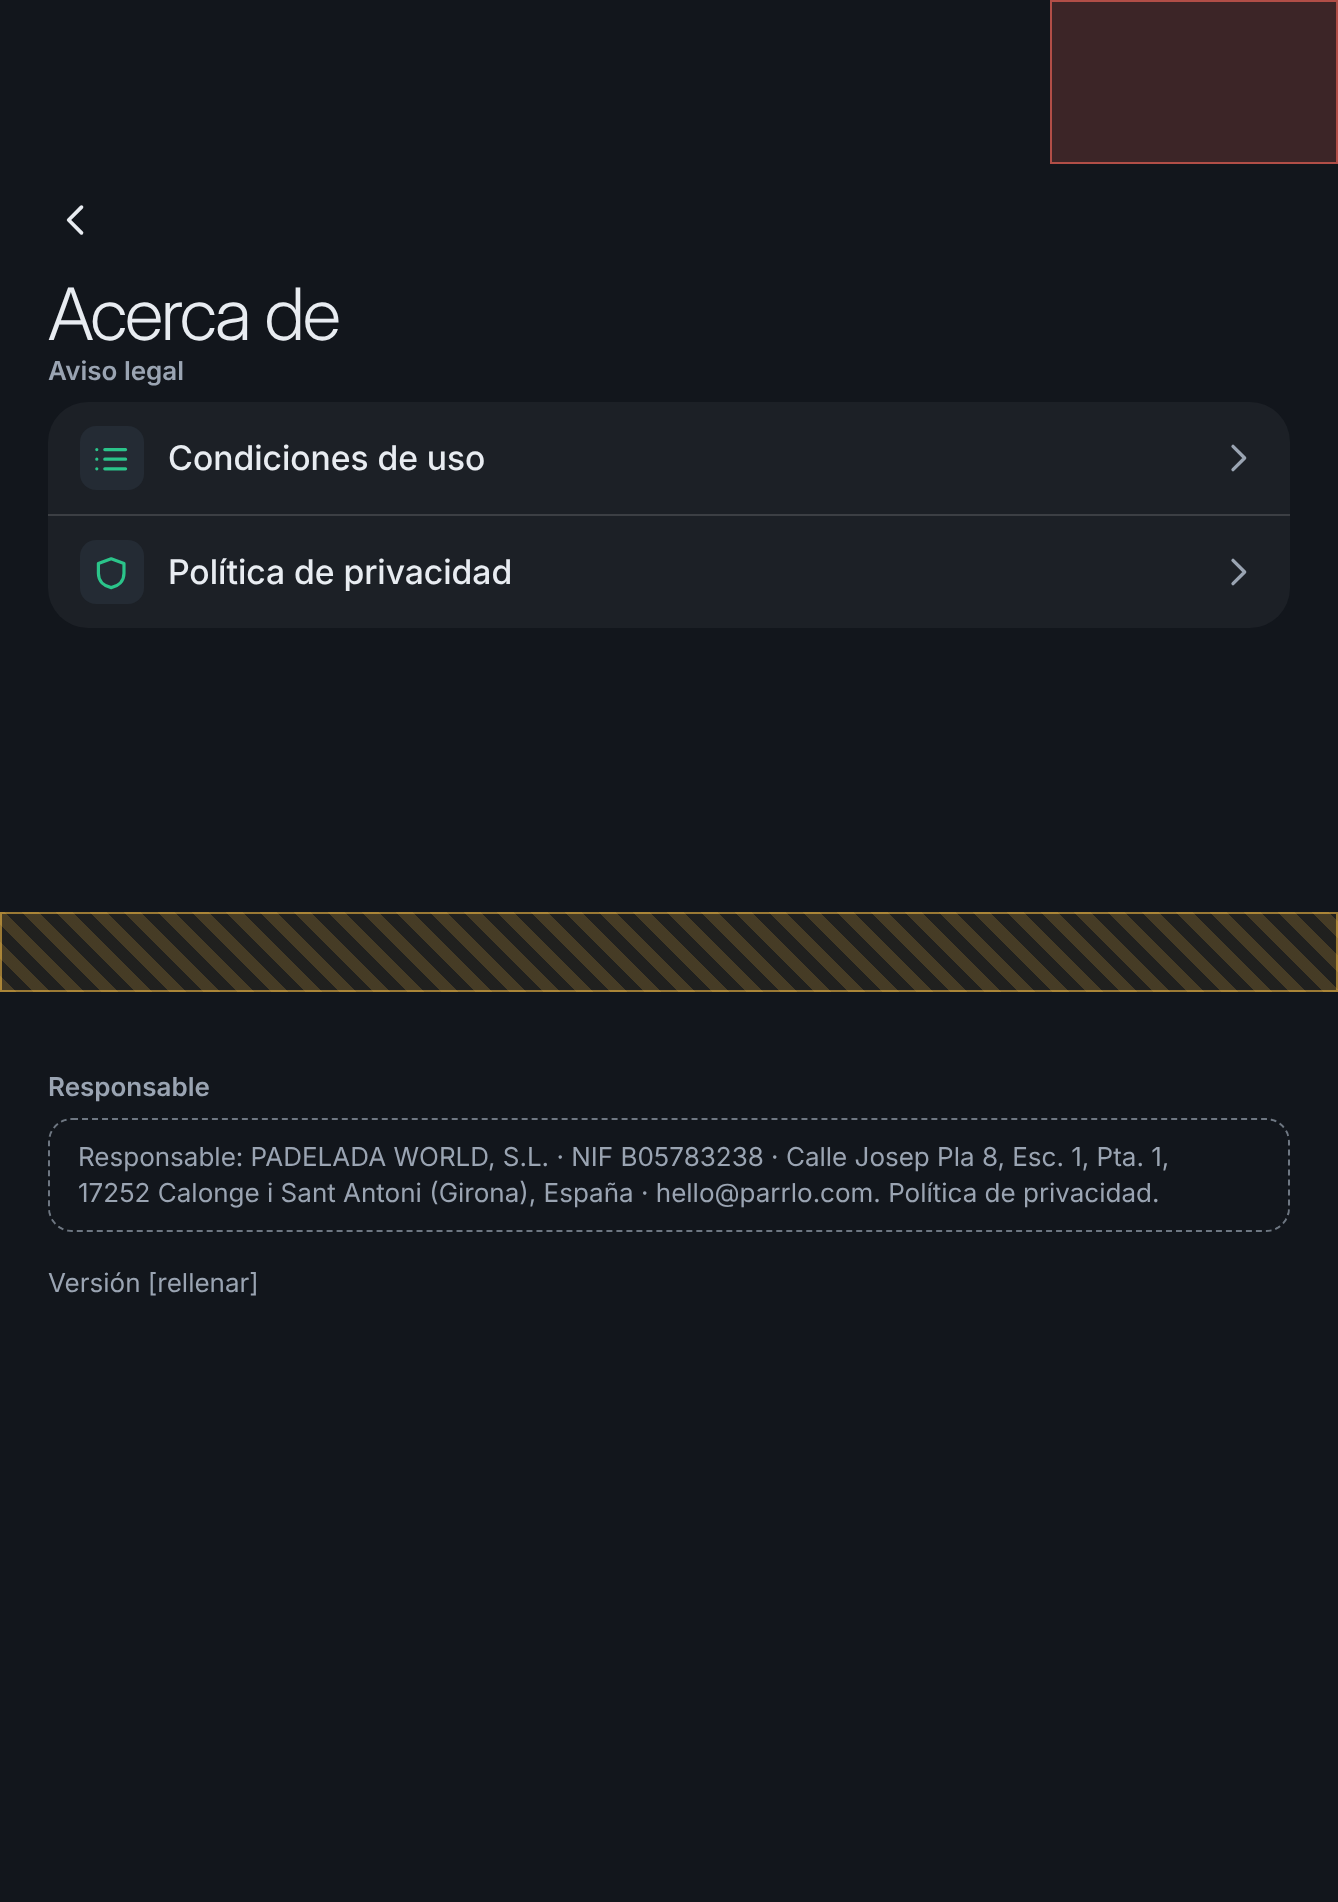 Acerca de
Aviso legal
Condiciones de uso
Política de privacidad
Responsable
Responsable: PADELADA WORLD, S.L. · NIF B05783238 · Calle Josep Pla 8, Esc. 1, Pta. 1,
17252 Calonge i Sant Antoni (Girona), España · hello@parrlo.com. Política de privacidad.
Versión [rellenar]